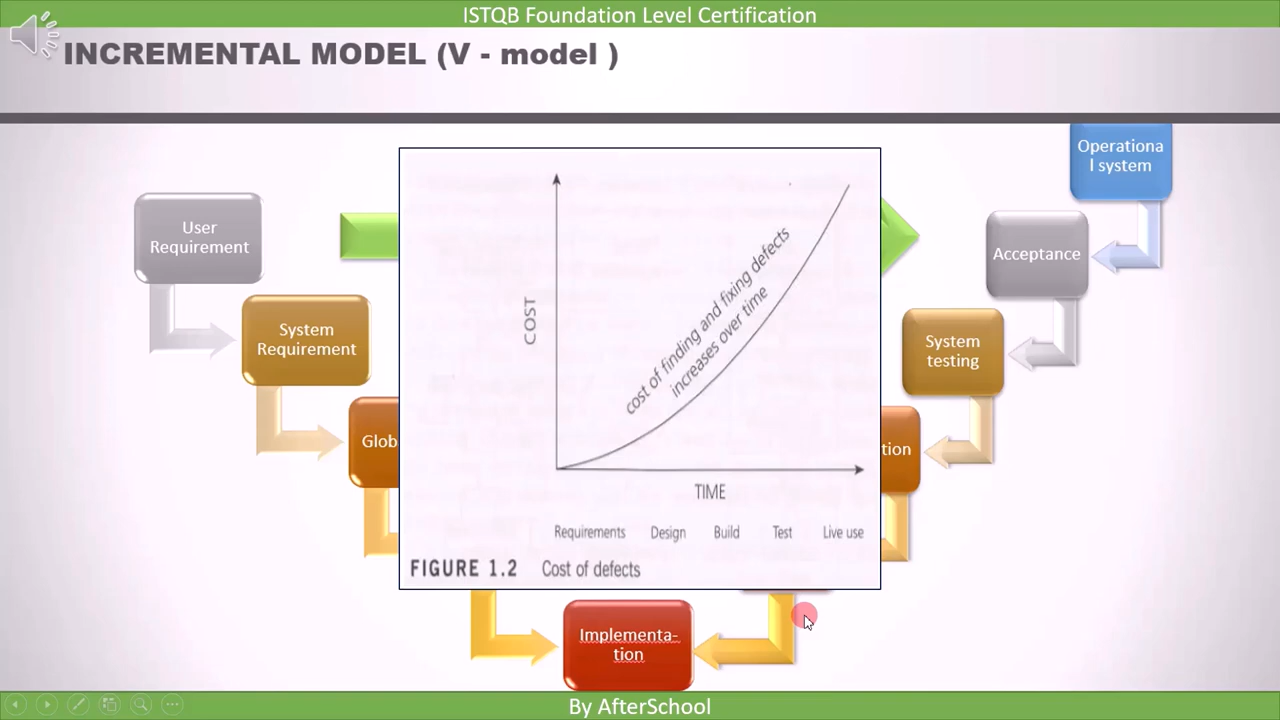 ISTQB Foundation Level Certification
INCREMENTAL MODEL (V - model )
Operationa
l system
User
Requirement
Acceptance
System
Requirement
System
testing
Glob
tion
COST
cost of finding and fixing defects
increases over time
TIME
Requirements Design Build Test Live use
FIGURE 1.2 Cost of defects
Implementa-
tion
By AfterSchool